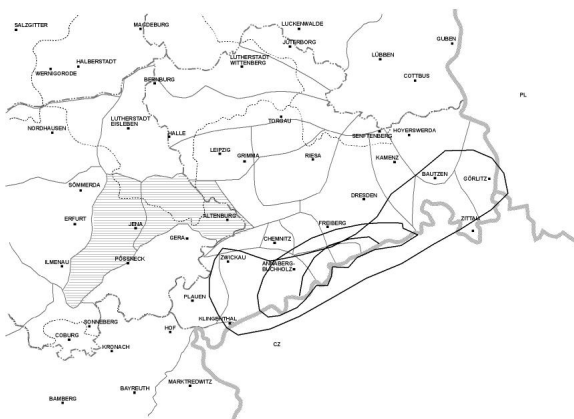 SALZGITTER
MAGDEBURG
LUCKENWALDE
GUBEN
JÜTERBORG
LÜBBEN
HALBERSTADT
WERNIGORODE
LUTHERSTADT
WITTENBERG
COTTBUS
BERNBURG
PL
LUTHERSTADT
EISLEBEN
TORGAU
NORDHAUSEN
HALLE
SENFTENBERG
HOYERSWERDA
LEIPZIG
GRIMMA
RIESA
KAMENZ
BAUTZEN
GÖRLITZ
SÖMMERDA
DRESDEN
ERFURT
JENA
ALTENBURG
FREIBERG
ZITTAU
GERA
CHEMNITZ
ILMENAU
PÖSSNECK
ZWICKAU
ANNABERG-
BUCHHOLZ
PLAUEN
KLINGENTHAL
SONNEBERG
HOF
COBURG
KRONACH
CZ
MARKTREDWITZ
BAYREUTH
BAMBERG